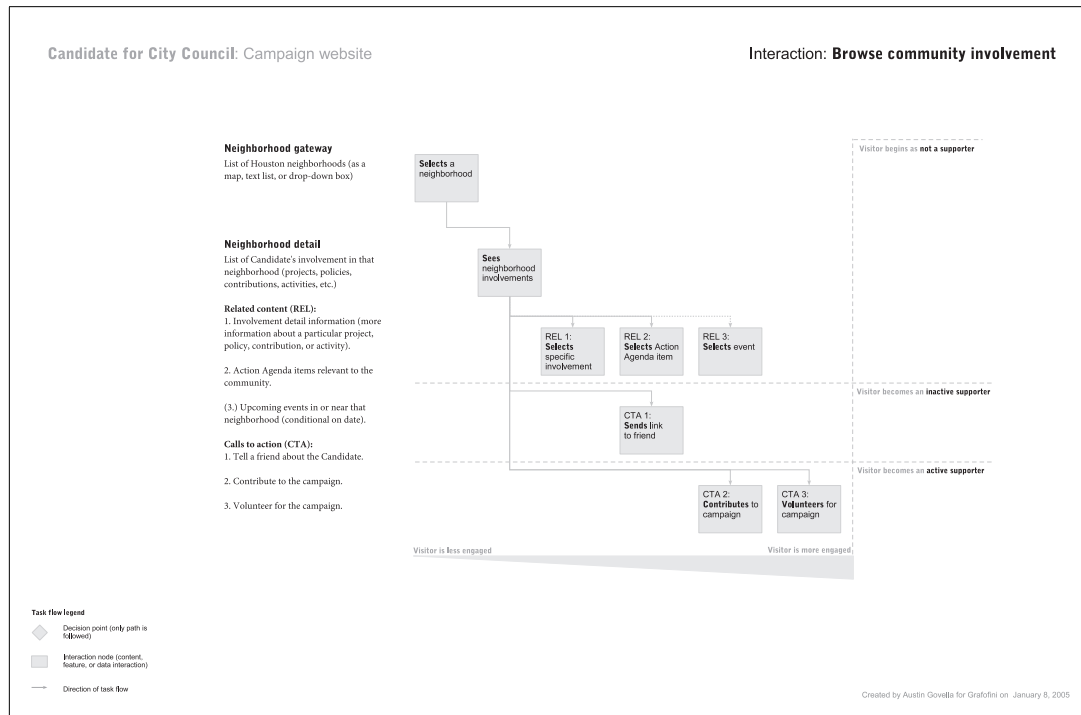 Candidate for City Council: Campaign website
Interaction: Browse community involvement
Neighborhood gateway
List of Houston neighborhoods (as a
map, text list, or drop-down box)
Selects a
neighborhood
Visitor begins as not a supporter
Neighborhood detail
List of Candidate's involvement in that
neighborhood (projects, policies,
contributions, activities, etc.)
Sees
neighborhood
involvements
Related content (REL):
1. Involvement detail information (more
information about a particular project,
policy, contribution, or activity).
2. Action Agenda items relevant to the
community.
(3.) Upcoming events in or near that
neighborhood (conditional on date).
REL 1:
Selects
specific
involvement
REL 2:
Selects Action
Agenda item
REL 3:
Selects event
Visitor becomes an inactive supporter
Calls to action (CTA):
1. Tell a friend about the Candidate.
2. Contribute to the campaign.
3. Volunteer for the campaign.
CTA 1:
Sends link
to friend
Visitor becomes an active supporter
CTA 2:
Contributes to
campaign
CTA 3:
Volunteers for
campaign
Visitor is less engaged
Visitor is more engaged
Task flow legend
Decision point (only path is
followed)
Interaction node (content,
feature, or data interaction)
Direction of task flow
Created by Austin Govella for Grafofini on January 8, 2005